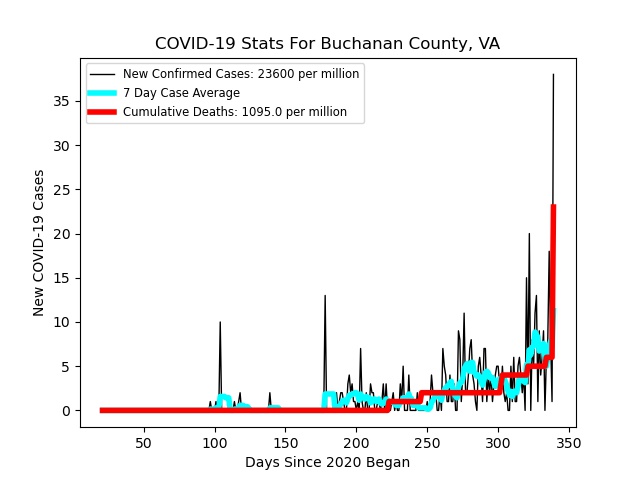 COVID-19 Stats For Buchanan County, VA
New Confirmed Cases: 23600 per million
7 Day Case Average
Cumulative Deaths: 1095.0 per million
New COVID-19 Cases
35
30
25
20
15
10
5
0
50 100 150 200 250 300 350
Days Since 2020 Began